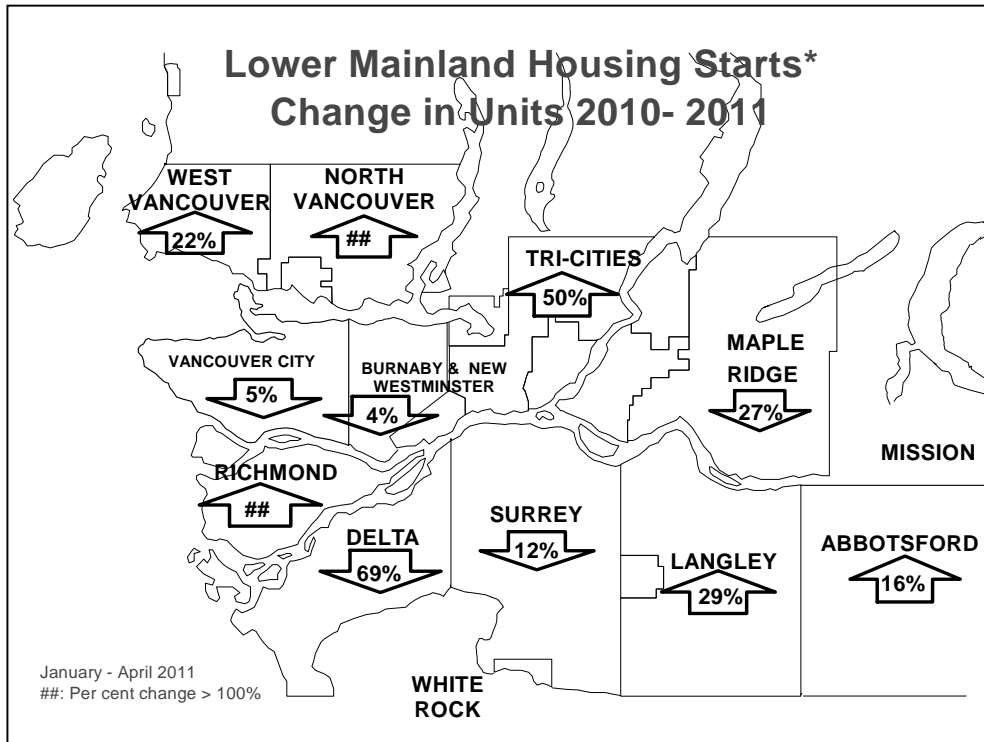 Lower Mainland Housing Starts*
Change in Units 2010- 2011
WEST
VANCOUVER
22%
NORTH
VANCOUVER
##
TRI-CITIES
50%
VANCOUVER CITY
5%
BURNABY & NEW
WESTMINSTER
4%
MAPLE
RIDGE
27%
MISSION
RICHMOND
##
DELTA
69%
SURREY
12%
LANGLEY
29%
ABBOTSFORD
16%
WHITE
ROCK
January - April 2011
##: Per cent change > 100%